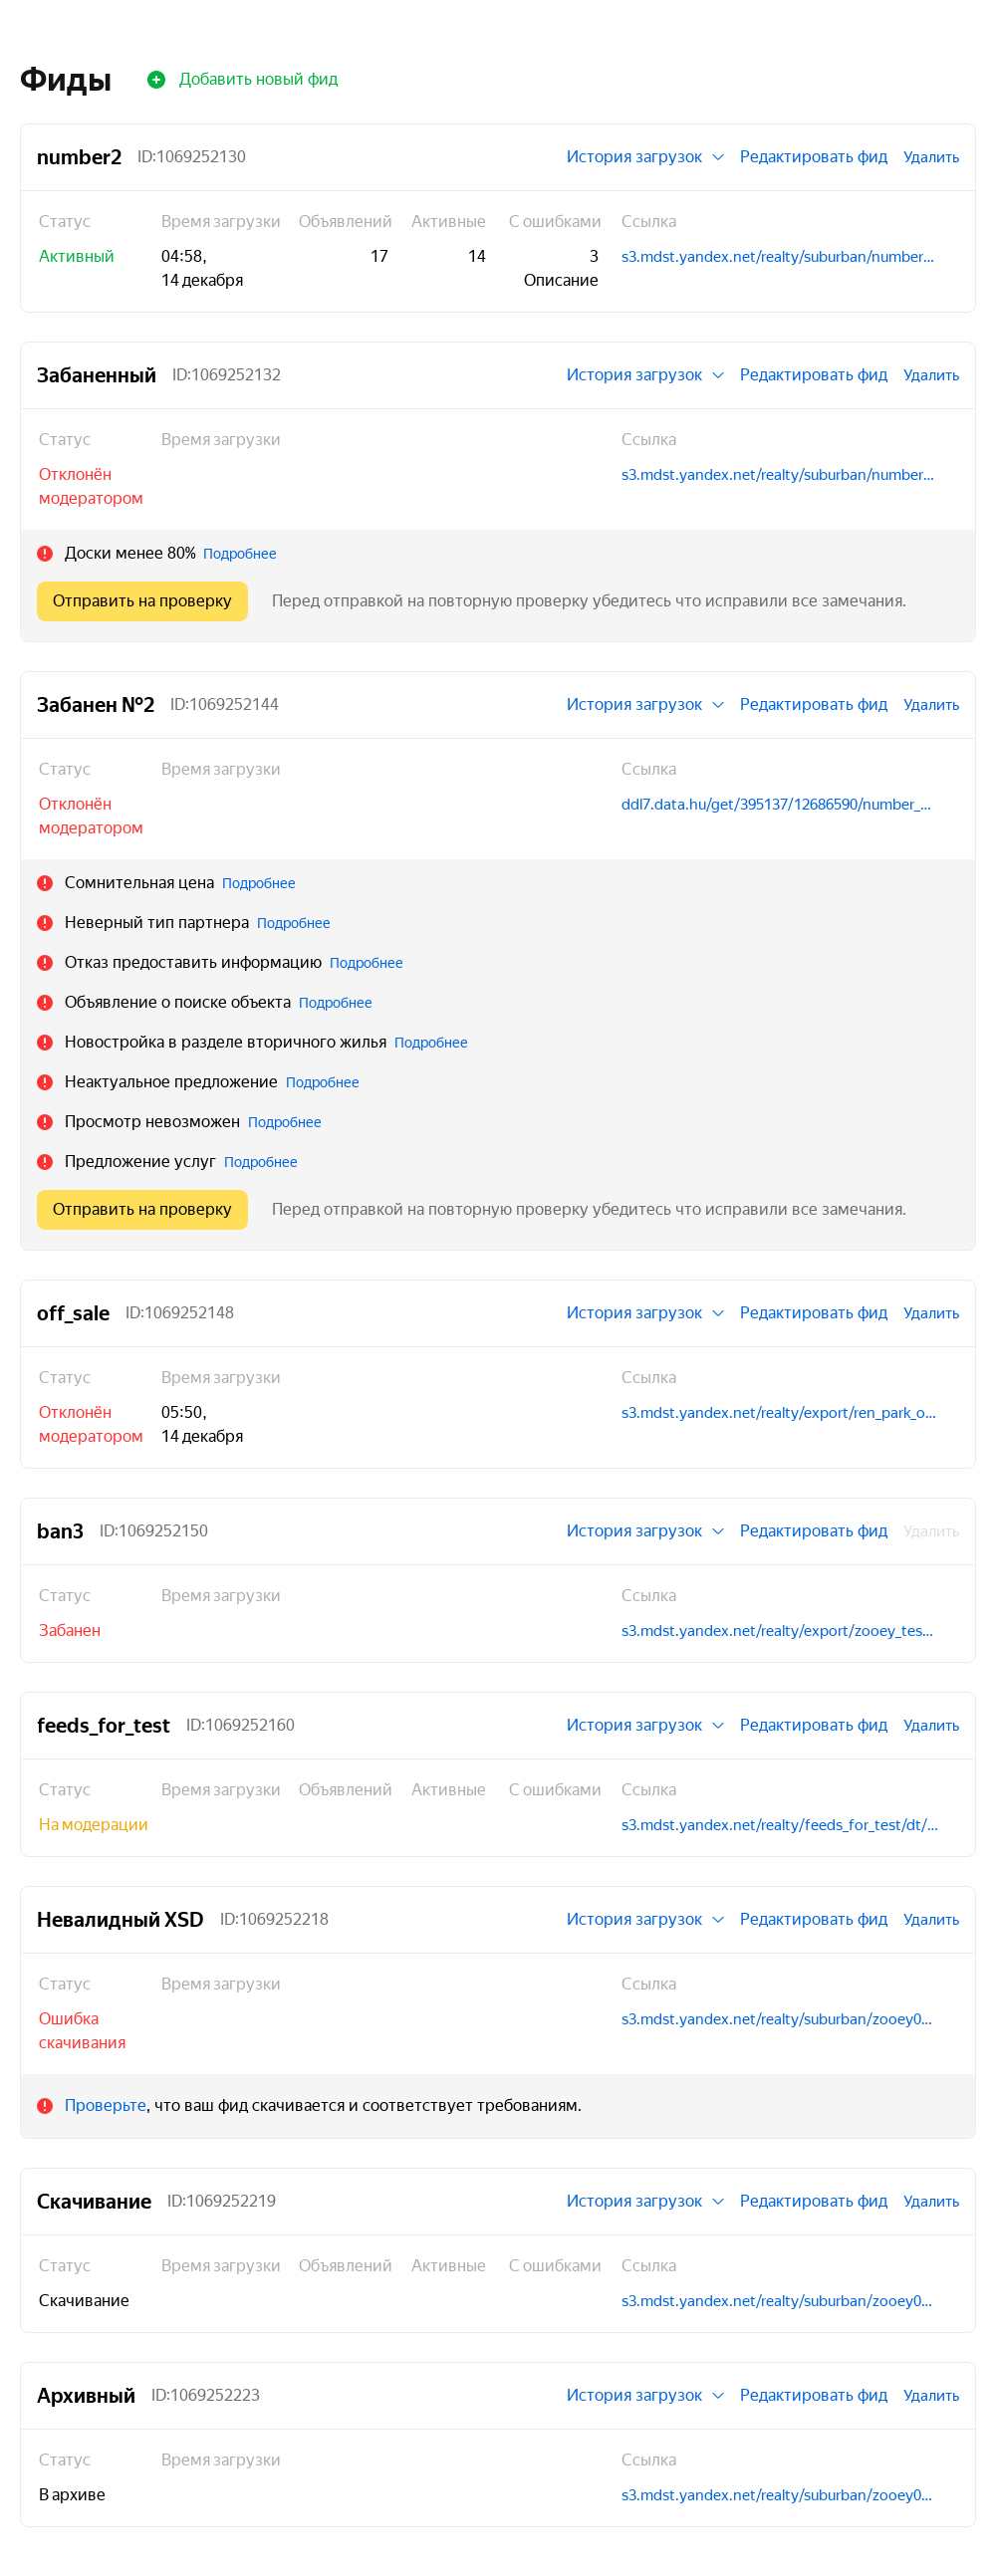 Фиды Добавить новый фид
number2 ID:1069252130 История загрузок Редактировать фид Удалить
Статус Время загрузки Объявлений Активные С ошибками Ссылка
Активный 04:58, 17 14 3 s3.mdst.yandex.net/realty/suburban/number...
14 декабря Описание
Забаненный ID:1069252132 История загрузок Редактировать фид Удалить
Статус Время загрузки Ссылка
Отклонён s3.mdst.yandex.net/realty/suburban/number...
модератором
Доски менее 80% Подробнее
Отправить на проверку Перед отправкой на повторную проверку убедитесь что исправили все замечания.
Забанен №2 ID:1069252144 История загрузок Редактировать фид Удалить
Статус Время загрузки Ссылка
Отклонён ddl7.data.hu/get/395137/12686590/number_...
модератором
Сомнительная цена Подробнее
Неверный тип партнера Подробнее
Отказ предоставить информацию Подробнее
Объявление о поиске объекта Подробнее
Новостройка в разделе вторичного жилья Подробнее
Неактуальное предложение Подробнее
Просмотр невозможен Подробнее
Предложение услуг Подробнее
Отправить на проверку Перед отправкой на повторную проверку убедитесь что исправили все замечания.
off_sale ID:1069252148 История загрузок Редактировать фид Удалить
Статус Время загрузки Ссылка
Отклонён 05:50, s3.mdst.yandex.net/realty/export/ren_park_o...
модератором 14 декабря
ban3 ID:1069252150 История загрузок Редактировать фид Удалить
Статус Время загрузки Ссылка
Забанен s3.mdst.yandex.net/realty/export/zooey_tes...
feeds_for_test ID:1069252160 История загрузок Редактировать фид Удалить
Статус Время загрузки Объявлений Активные С ошибками Ссылка
На модерации s3.mdst.yandex.net/realty/feeds_for_test/dt/...
Невалидный XSD ID:1069252218 История загрузок Редактировать фид Удалить
Статус Время загрузки Ссылка
Ошибка s3.mdst.yandex.net/realty/suburban/zooey0...
скачивания
Проверьте, что ваш фид скачивается и соответствует требованиям.
Скачивание ID:1069252219 История загрузок Редактировать фид Удалить
Статус Время загрузки Объявлений Активные С ошибками Ссылка
Скачивание s3.mdst.yandex.net/realty/suburban/zooey0...
Архивный ID:1069252223 История загрузок Редактировать фид Удалить
Статус Время загрузки Ссылка
В архиве s3.mdst.yandex.net/realty/suburban/zooey0...